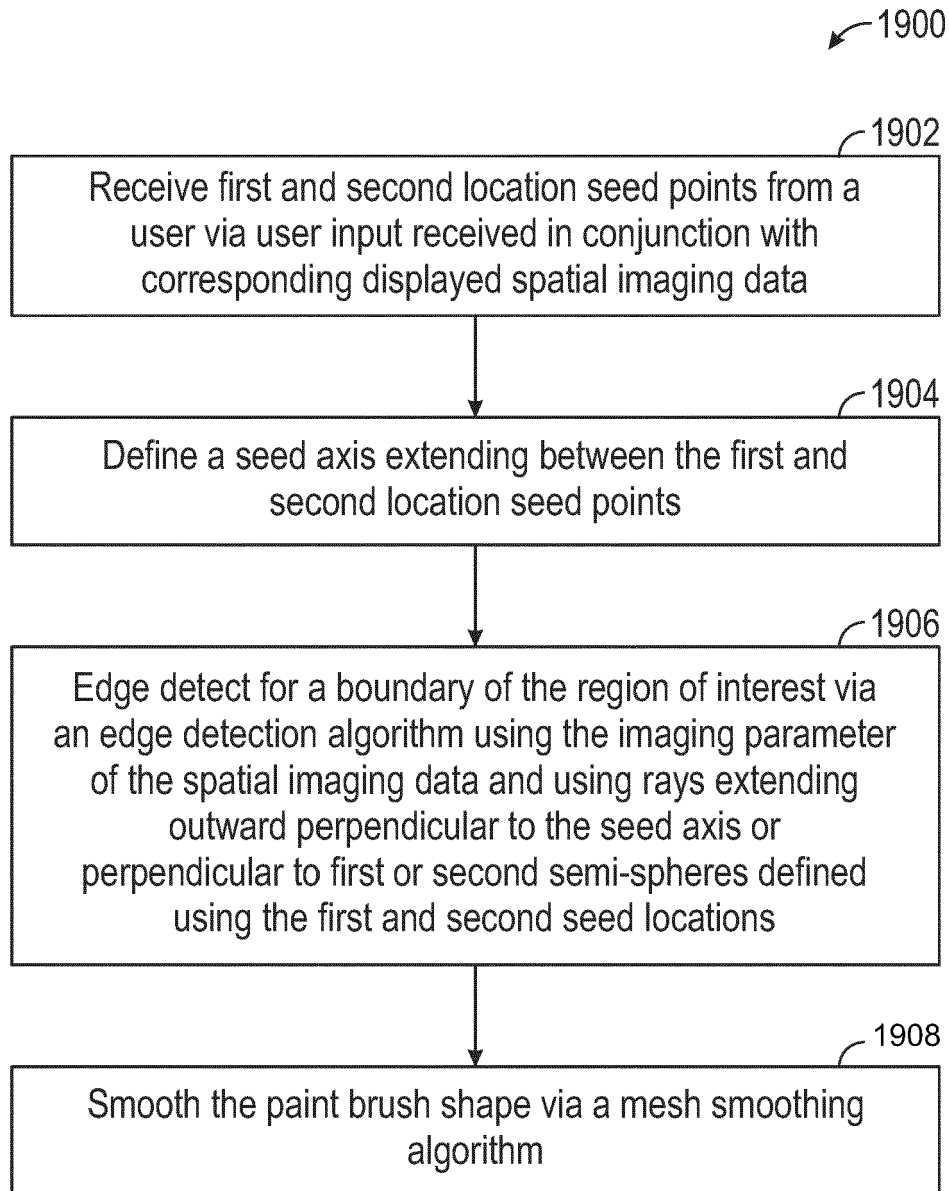 1900
1902
Receive first and second location seed points from a
user via user input received in conjunction with
corresponding displayed spatial imaging data
1904
Define a seed axis extending between the first and
second location seed points
1906
Edge detect for a boundary of the region of interest via
an edge detection algorithm using the imaging parameter
of the spatial imaging data and using rays extending
outward perpendicular to the seed axis or
perpendicular to first or second semi-spheres defined
using the first and second seed locations
1908
Smooth the paint brush shape via a mesh smoothing
algorithm